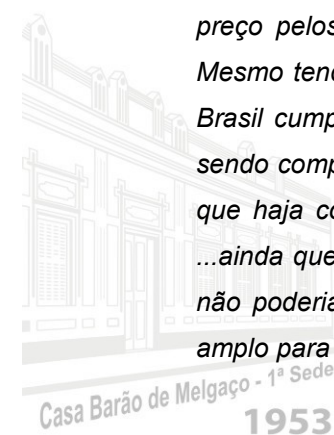 preço pelos
Mesmo tend
Brasil cump
sendo comp
que haja co
...ainda que
não poderia
amplo para
Casa Barão de Melgaço - 1ª Sede
1953